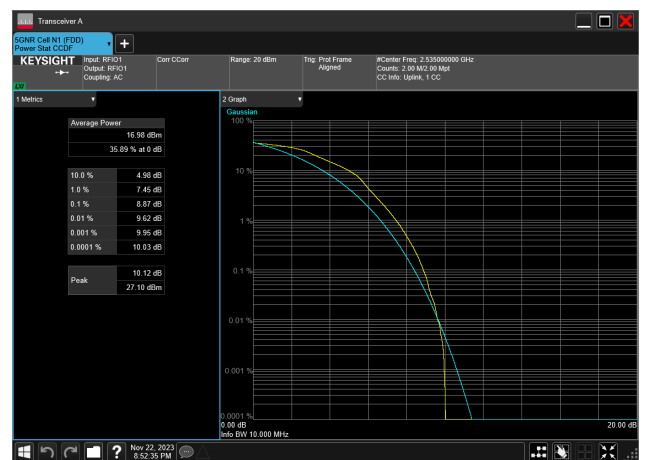 Transceiver A
5GNR Cell N1 (FDD)
Power Stat CCDF
KEYSIGHT
Input: RFIO1
Output: RFIO1
Coupling: AC
Corr CCorr
Range: 20 dBm
Trig: Prot Frame
Aligned
#Center Freq: 2.535000000 GHz
Counts: 2.00 M/2.00 Mpt
CC Info: Uplink, 1 CC
1 Metrics
Average Power
16.98 dBm
35.89 % at 0 dB
10.0 % 4.98 dB
1.0 % 7.45 dB
0.1 % 8.87 dB
0.01 % 9.62 dB
0.001 % 9.95 dB
0.0001 % 10.03 dB
Peak
10.12 dB
27.10 dBm
2 Graph
Gaussian
100 %
10 %
1 %
0.1 %
0.01 %
0.001 %
0.0001 %
0.00 dB
20.00 dB
Info BW 10.000 MHz
Nov 22, 2023
8:52:35 PM